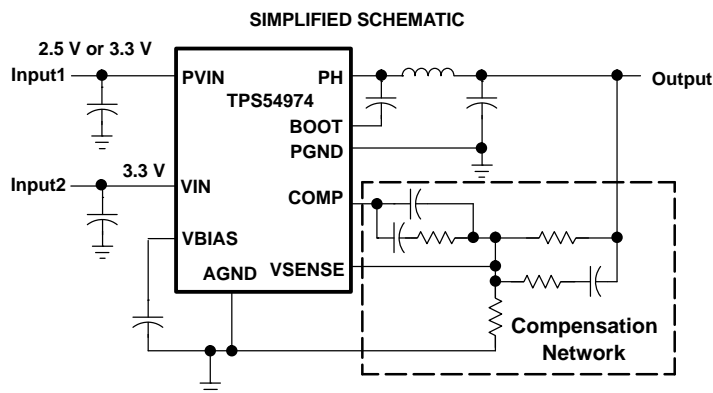 SIMPLIFIED SCHEMATIC
2.5 V or 3.3 V
Input1
PVIN
PH
Output
TPS54974
BOOT
PGND
3.3 V
Input2
VIN
COMP
VBIAS
AGND
VSENSE
Compensation
Network